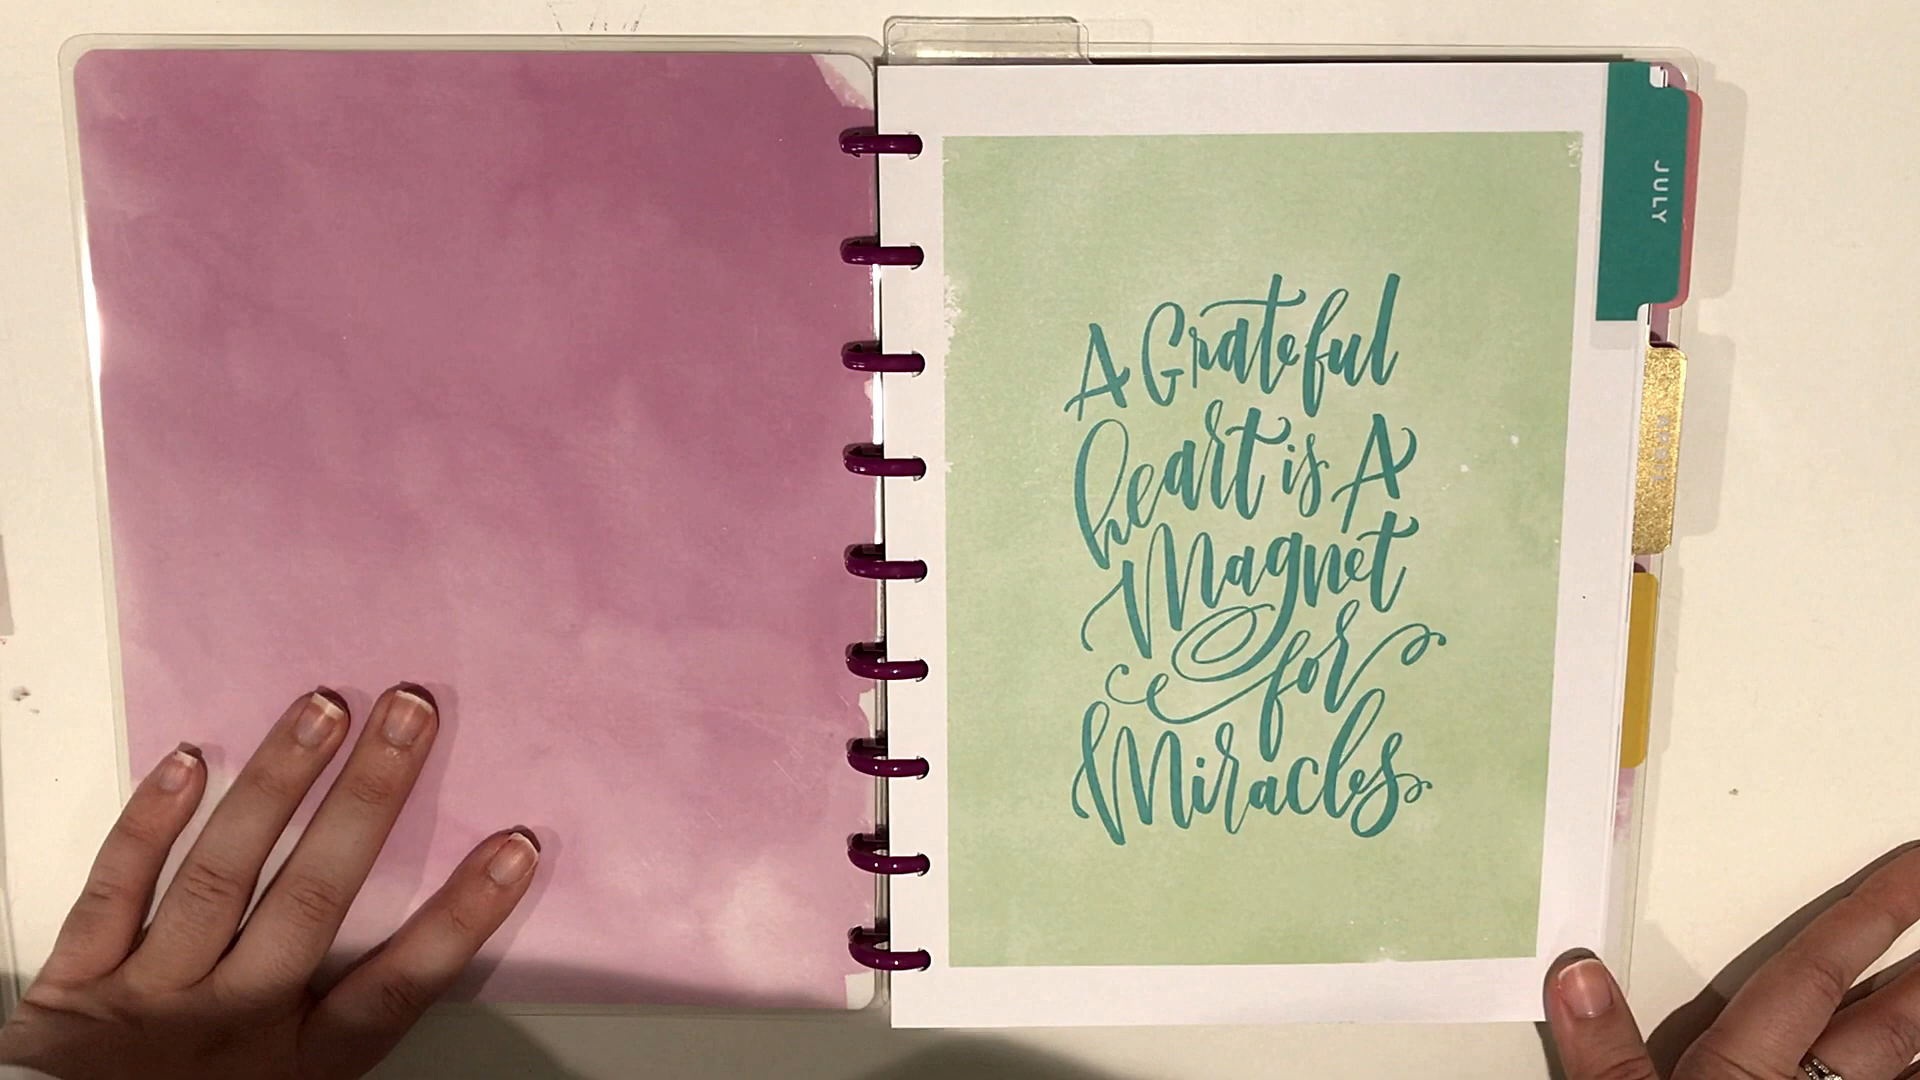 A Grateful
heart is A
Magnet
for
Miracles
JULY